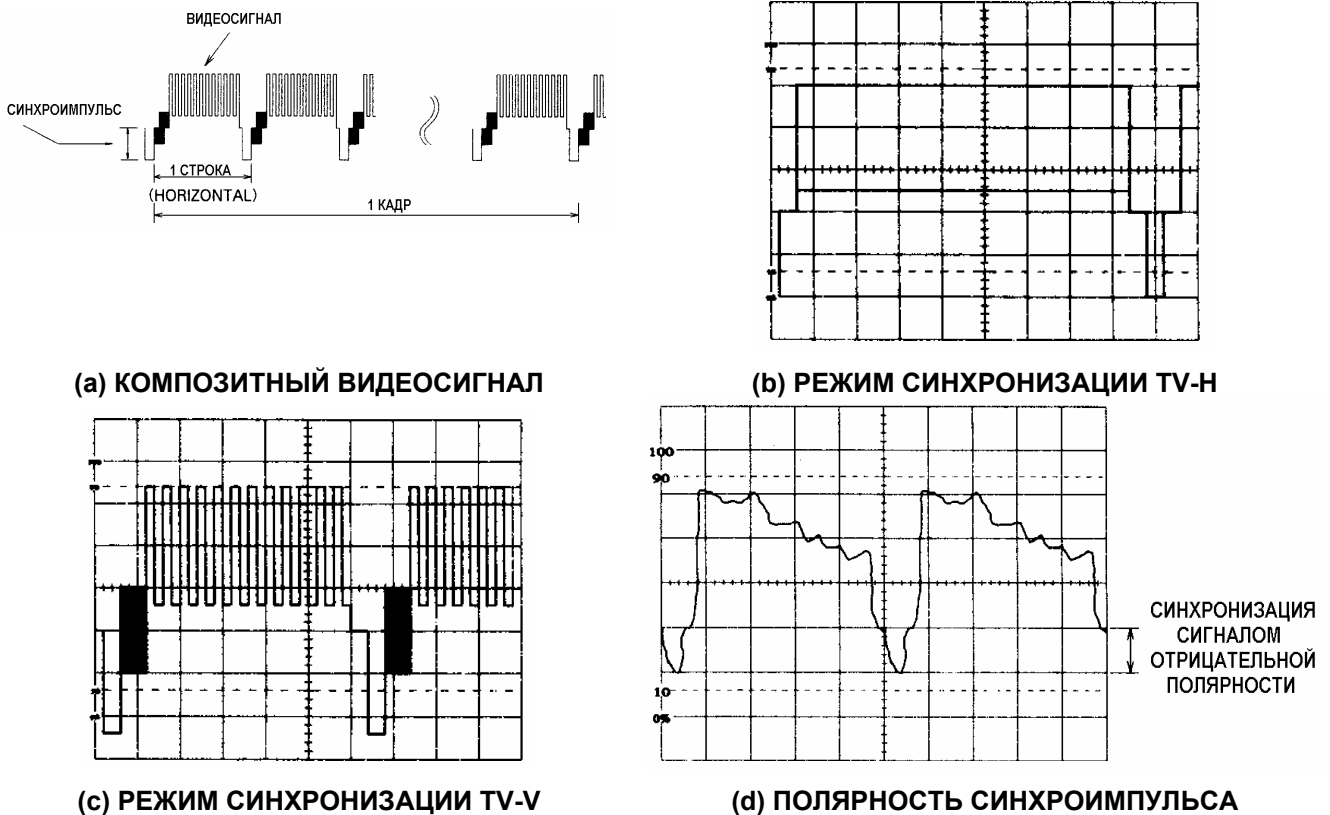 ВИДЕОСИГНАЛ
СИНХРОИМПУЛЬС
1 СТРОКА
(HORIZONTAL)
1 КАДР
(a) КОМПОЗИТНЫЙ ВИДЕОСИГНАЛ
(b) РЕЖИМ СИНХРОНИЗАЦИИ TV-H
100
90
10
0%
СИНХРОНИЗАЦИЯ
СИГНАЛОМ
ОТРИЦАТЕЛЬНОЙ
ПОЛЯРНОСТИ
(c) РЕЖИМ СИНХРОНИЗАЦИИ TV-V
(d) ПОЛЯРНОСТЬ СИНХРОИМПУЛЬСА